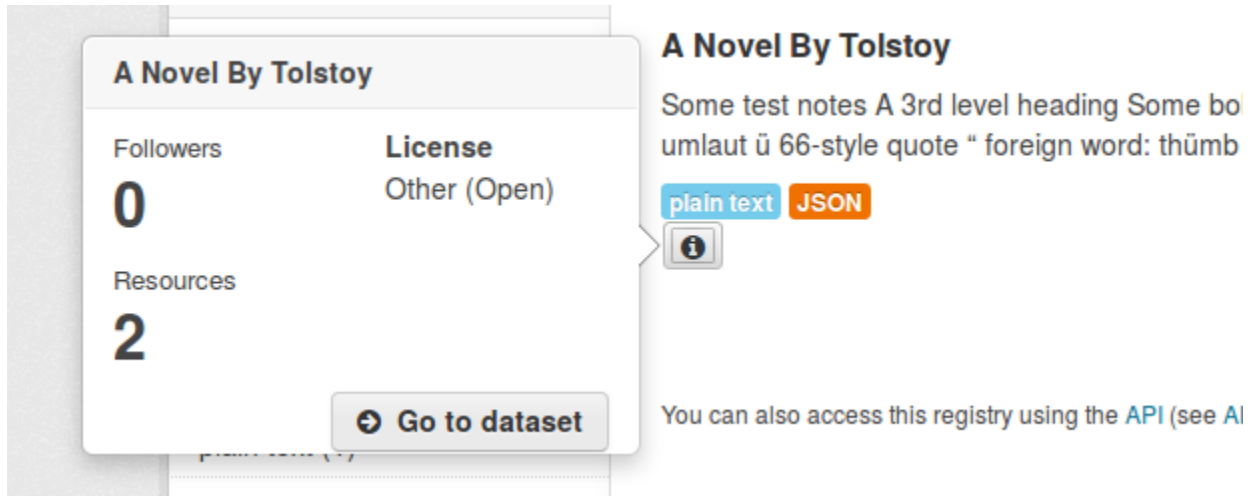 A Novel By Tolstoy
Followers
0
License
Other (Open)
Resources
2
Go to dataset
A Novel By Tolstoy
Some test notes A 3rd level heading Some
umlaut ü 66-style quote “ foreign word: thümb
plain text JSON
You can also access this registry using the API (see